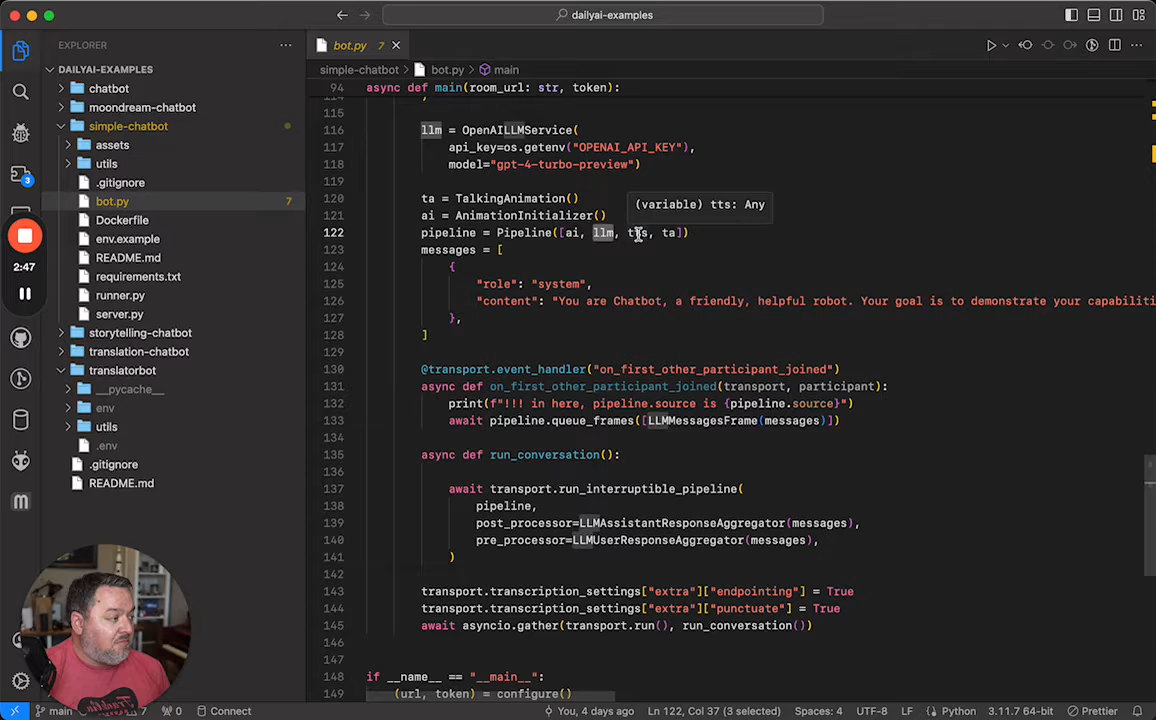 dailyai-examples
EXPLORER
bot.py 7
simple-chatbot > bot.py > main
DAILYAI-EXAMPLES
chatbot
moondream-chatbot
simple-chatbot
assets
utils
.gitignore
bot.py 7
Dockerfile
env.example
README.md
requirements.txt
runner.py
server.py
storytelling-chatbot
translation-chatbot
translatorbot
__pycache__
env
utils
.env
.gitignore
README.md
3
2:47
94 async def main(room_url: str, token):
115
116 llm = OpenAILLMService(
117 api_key=os.getenv("OPENAI_API_KEY"),
118 model="gpt-4-turbo-preview")
119
120 ta = TalkingAnimation()
121 ai = AnimationInitializer()
(variable) tts: Any
122 pipeline = Pipeline([ai, llm, tts, ta])
123 messages = [
124 {
125 "role": "system",
126 "content": "You are Chatbot, a friendly, helpful robot. Your goal is to demonstrate your capabiliti
127 },
128 ]
129
130 @transport.event_handler("on_first_other_participant_joined")
131 async def on_first_other_participant_joined(transport, participant):
132 print(f"!!! in here, pipeline.source is {pipeline.source}")
133 await pipeline.queue_frames([LLMMessagesFrame(messages)])
134
135 async def run_conversation():
136
137 await transport.run_interruptible_pipeline(
138 pipeline,
139 post_processor=LLMAssistantResponseAggregator(messages),
140 pre_processor=LLMUserResponseAggregator(messages),
141 )
142
143 transport.transcription_settings["extra"]["endpointing"] = True
144 transport.transcription_settings["extra"]["punctuate"] = True
145 await asyncio.gather(transport.run(), run_conversation())
146
147
148 if __name__ == "__main__":
149 (url, token) = configure()
main 7 0 Connect You, 4 days ago Ln 122, Col 37 (3 selected) Spaces: 4 UTF-8 LF Python 3.11.7 64-bit Prettier